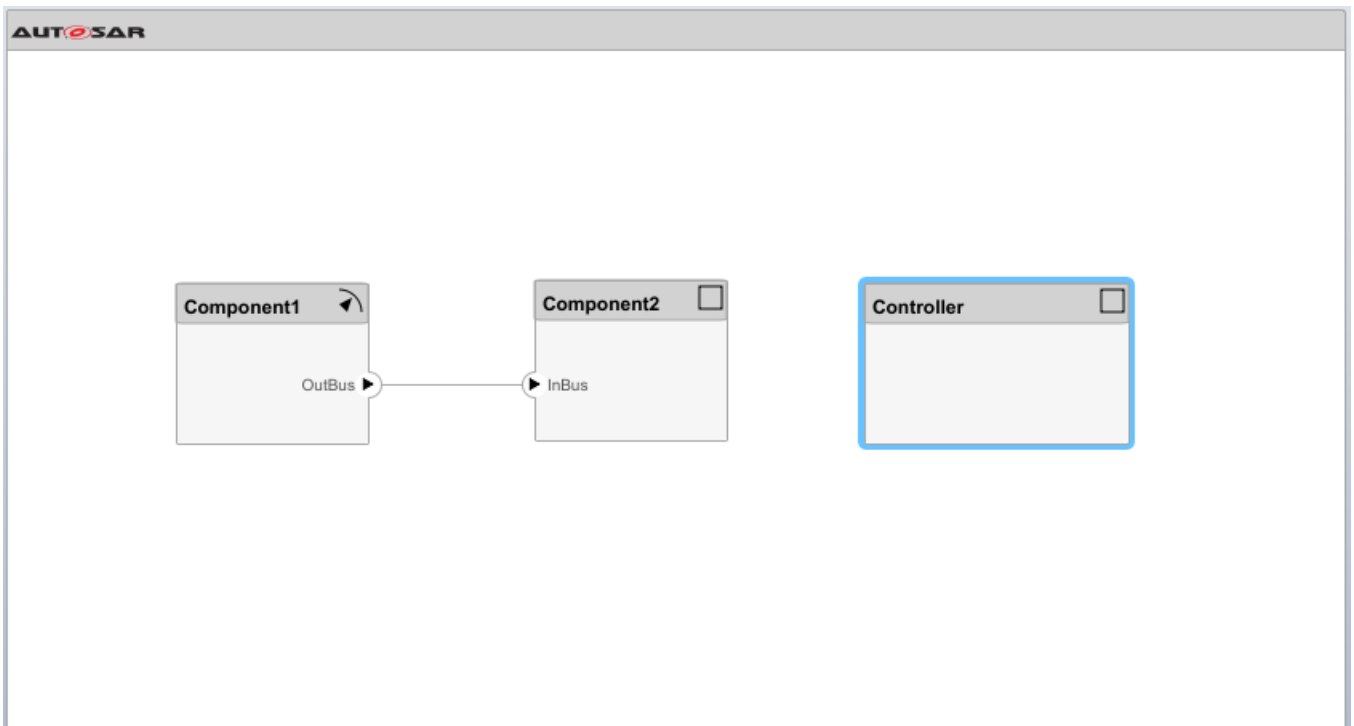 AUTOSAR
Component1
Component2
Controller
OutBus
InBus